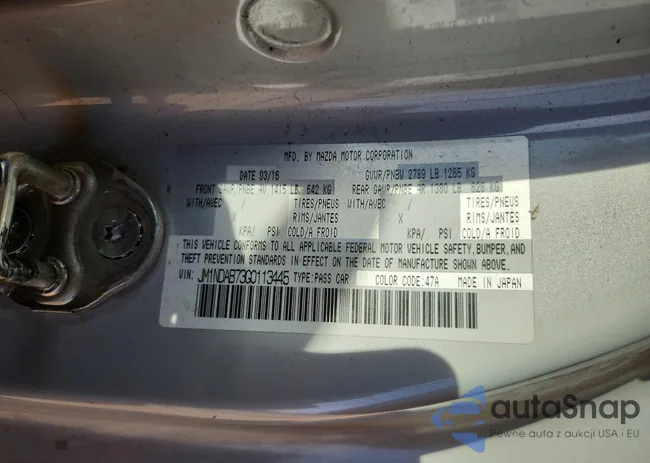 MFD. BY MAZDA MOTOR CORPORATION
DATE 03/16 GVWR/PNBV 2789 LB 1265 KG
FRONT GAWR/PNBE AV 1415 LB 642 KG REAR GAWR/PNBE AR 1380 LB 626 KG
WITH/AVEC / TIRES/PNEUS WITH/AVEC / TIRES/PNEUS
X RIMS/JANTES X RIMS/JANTES
KPA/ PSI COLD/A FROID KPA/ PSI COLD/A FROID
THIS VEHICLE CONFORMS TO ALL APPLICABLE FEDERAL MOTOR VEHICLE SAFETY, BUMPER, AND
THEFT PREVENTION STANDARDS IN EFFECT ON THE DATE OF MANUFACTURE SHOWN ABOVE.
VIN: JM1NDAB73G0113445 TYPE: PASS CAR COLOR CODE: 47A MADE IN JAPAN
autoSnap
Pewne auta z aukcji USA i EU